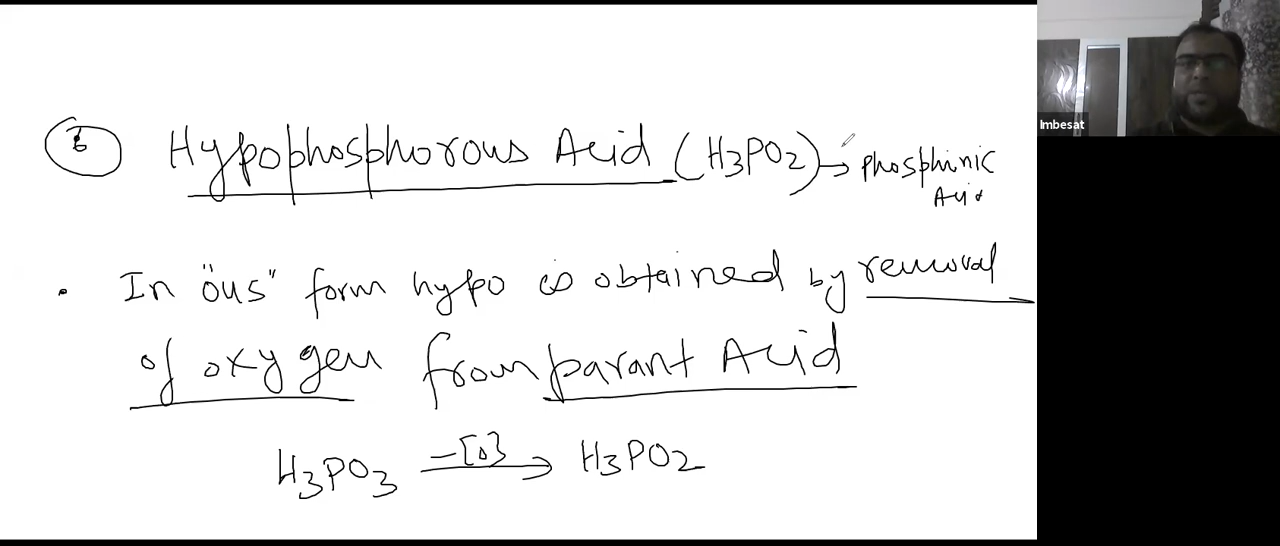 6 Hypophosphorous Acid (H3PO2) → phosphinic
Acid
. In "ous" form hypo is obtained by removal
of oxygen from parant Acid
H3PO3 —[O]→ H3PO2
Imbesat